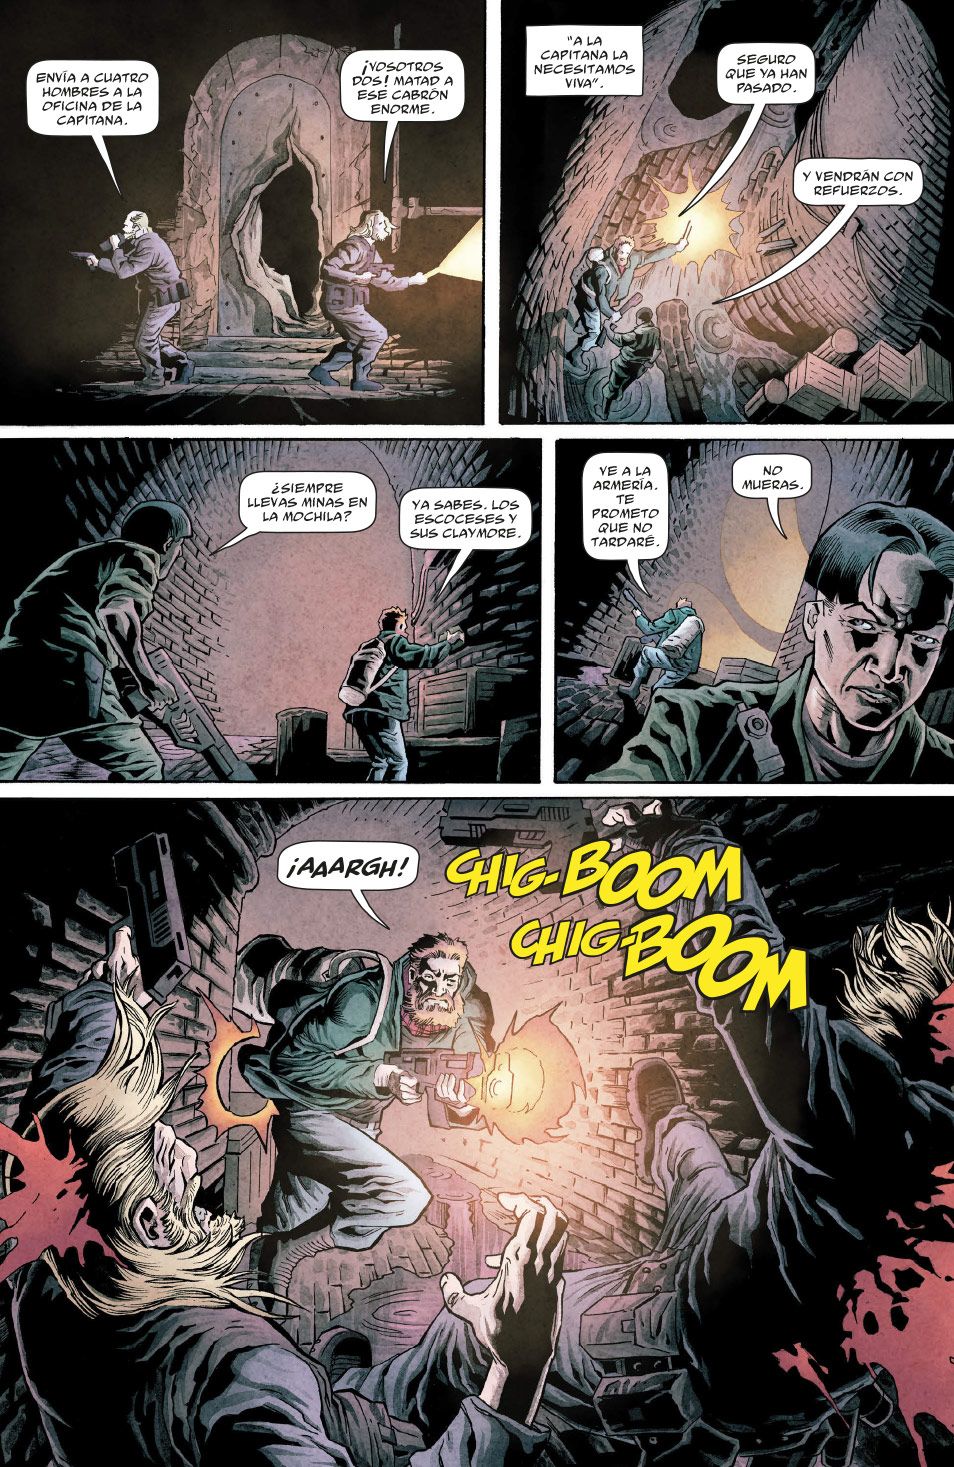 ENVÍA A CUATRO
HOMBRES A LA
OFICINA DE LA
CAPITANA.
¡VOSOTROS
DOS! MATAD A
ESE CABRÓN
ENORME.
"A LA
CAPITANA LA
NECESITAMOS
VIVA".
SEGURO
QUE YA HAN
PASADO.
Y VENDRÁN CON
REFUERZOS.
¿SIEMPRE
LLEVAS MINAS EN
LA MOCHILA?
YA SABES. LOS
ESCOCESES Y
SUS CLAYMORE.
VE A LA
ARMERÍA.
TE
PROMETO
QUE NO
TARDARÉ.
NO
MUERAS.
¡AAARGH!
CHIG-BOOM
CHIG-BOOM